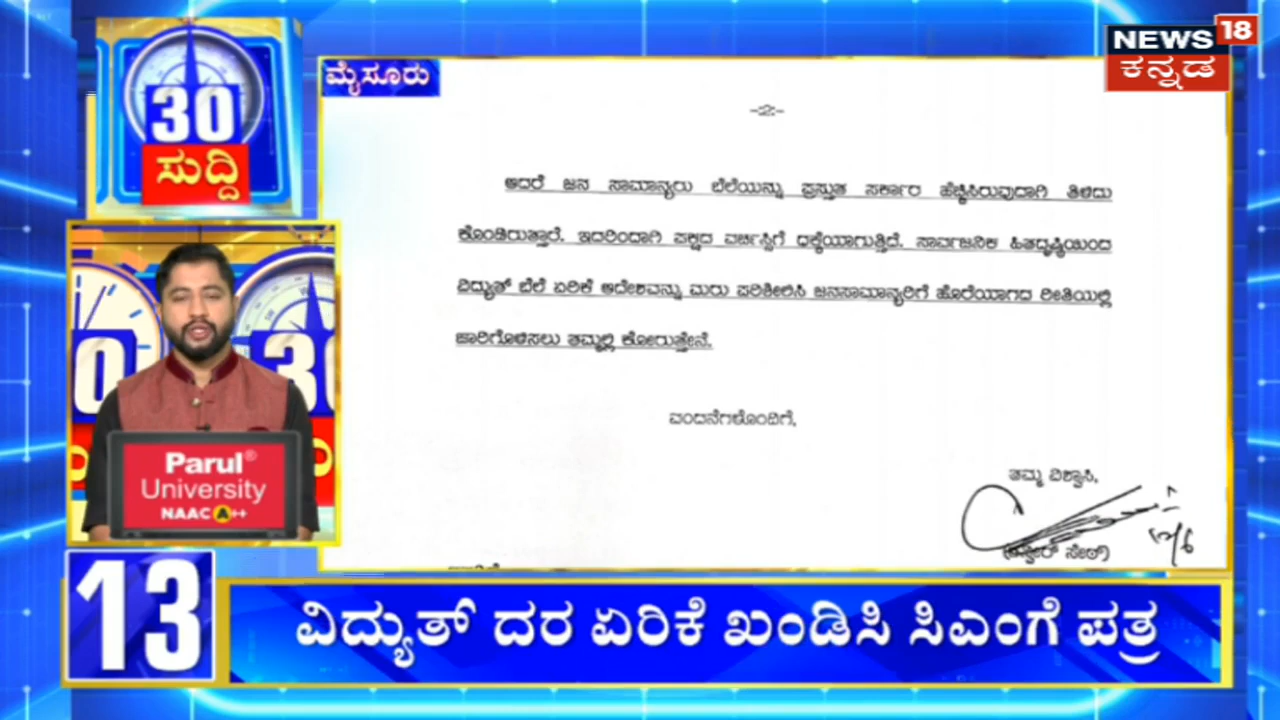 NEWS 18
ಕನ್ನಡ
30
ಸುದ್ದಿ
ಮೈಸೂರು
-2-
ಆದರೆ ಜನ ಸಾಮಾನ್ಯರು ಬೆಲೆಯನ್ನು ಪ್ರಸ್ತುತ ಸರ್ಕಾರ ಹೆಚ್ಚಿಸಿರುವುದಾಗಿ ತಿಳಿದು
ಕೊಂಡಿರುತ್ತಾರೆ. ಇದರಿಂದಾಗಿ ಪಕ್ಷದ ವರ್ಚಸ್ಸಿಗೆ ಧಕ್ಕೆಯಾಗುತ್ತಿದೆ. ಸಾರ್ವಜನಿಕ ಹಿತದೃಷ್ಠಿಯಿಂದ
ವಿದ್ಯುತ್ ಬೆಲೆ ಏರಿಕೆ ಆದೇಶವನ್ನು ಮರು ಪರಿಶೀಲಿಸಿ ಜನಸಾಮಾನ್ಯರಿಗೆ ಹೊರೆಯಾಗದ ರೀತಿಯಲ್ಲಿ
ಜಾರಿಗೊಳಿಸಲು ತಮ್ಮಲ್ಲಿ ಕೋರುತ್ತೇನೆ.
ವಂದನೆಗಳೊಂದಿಗೆ,
ತಮ್ಮ ವಿಶ್ವಾಸಿ,
ಸೇಠ್)
Parul®
University
NAAC A++
13
ವಿದ್ಯುತ್ ದರ ಏರಿಕೆ ಖಂಡಿಸಿ ಸಿಎಂಗೆ ಪತ್ರ